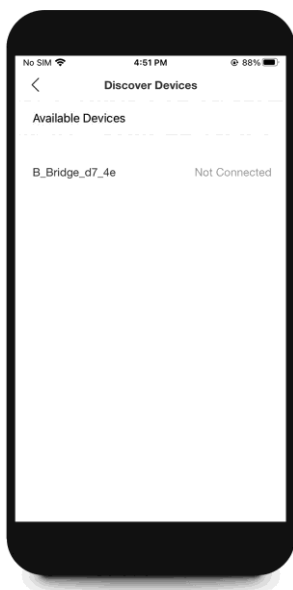 No SIM 4:51 PM 88%
Discover Devices
Available Devices
B_Bridge_d7_4e Not Connected